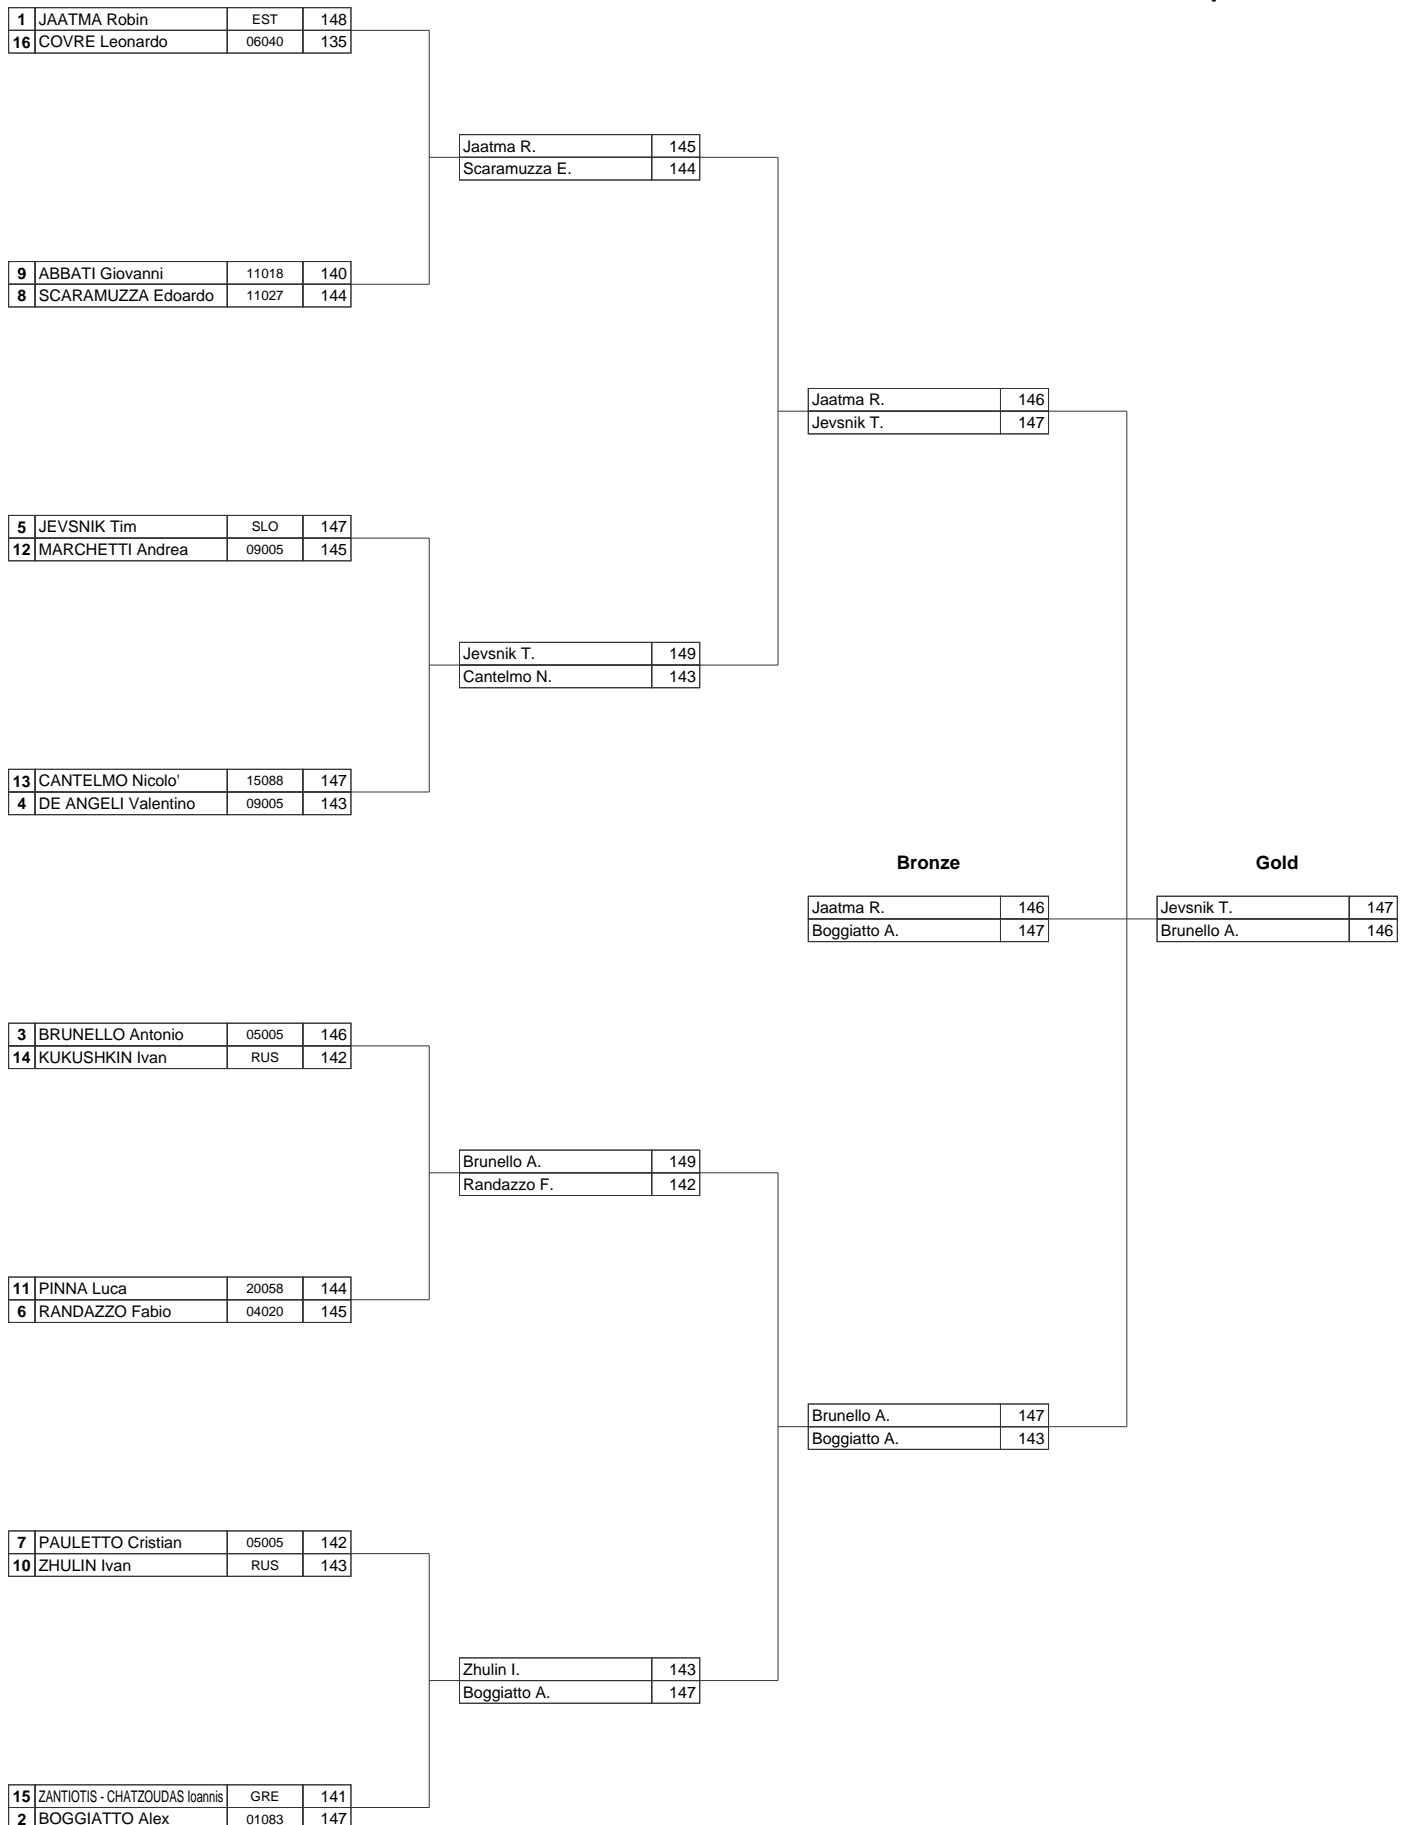 1 JAATMA Robin EST 148
16 COVRE Leonardo 06040 135
Jaatma R. 145
Scaramuzza E. 144
9 ABBATI Giovanni 11018 140
8 SCARAMUZZA Edoardo 11027 144
Jaatma R. 146
Jevsnik T. 147
5 JEVSNIK Tim SLO 147
12 MARCHETTI Andrea 09005 145
Jevsnik T. 149
Cantelmo N. 143
13 CANTELMO Nicolo' 15088 147
4 DE ANGELI Valentino 09005 143
Bronze Gold
Jaatma R. 146 Jevsnik T. 147
Boggiatto A. 147 Brunello A. 146
3 BRUNELLO Antonio 05005 146
14 KUKUSHKIN Ivan RUS 142
Brunello A. 149
Randazzo F. 142
11 PINNA Luca 20058 144
6 RANDAZZO Fabio 04020 145
Brunello A. 147
Boggiatto A. 143
7 PAULETTO Cristian 05005 142
10 ZHULIN Ivan RUS 143
Zhulin I. 143
Boggiatto A. 147
15 ZANTIOTIS - CHATZOUDAS Ioannis GRE 141
2 BOGGIATTO Alex 01083 147